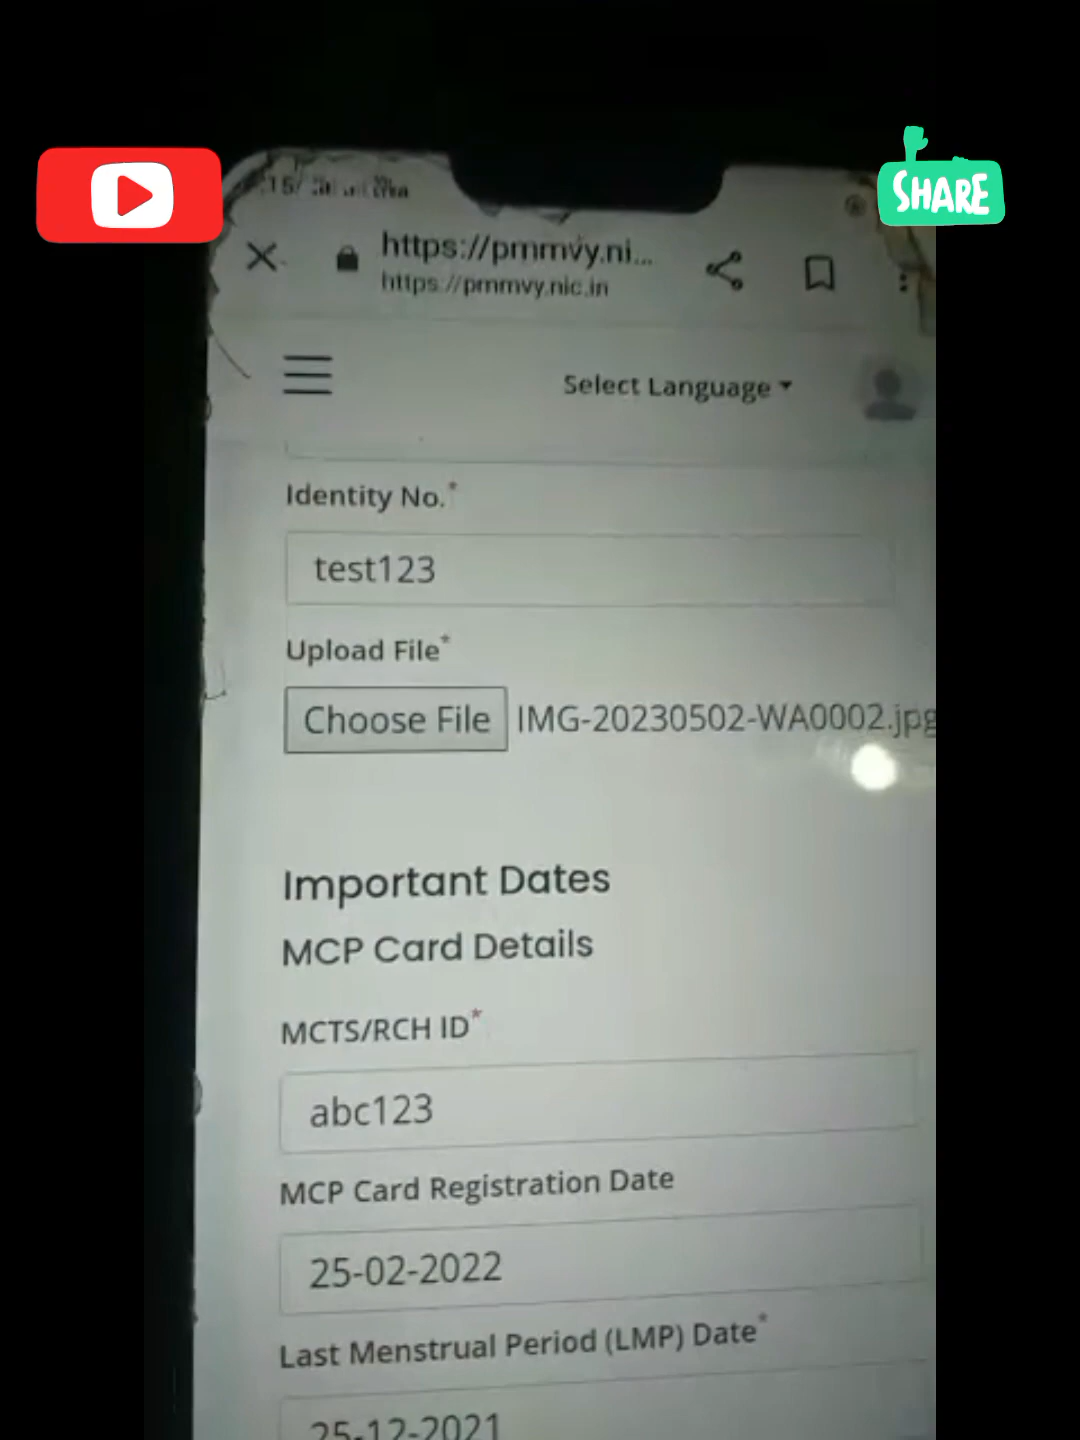 SHARE
https://pmmvy.ni...
https://pmmvy.nic.in
Select Language
Identity No.*
test123
Upload File*
Choose File IMG-20230502-WA0002.jpg
Important Dates
MCP Card Details
MCTS/RCH ID*
abc123
MCP Card Registration Date
25-02-2022
Last Menstrual Period (LMP) Date*
25-12-2021